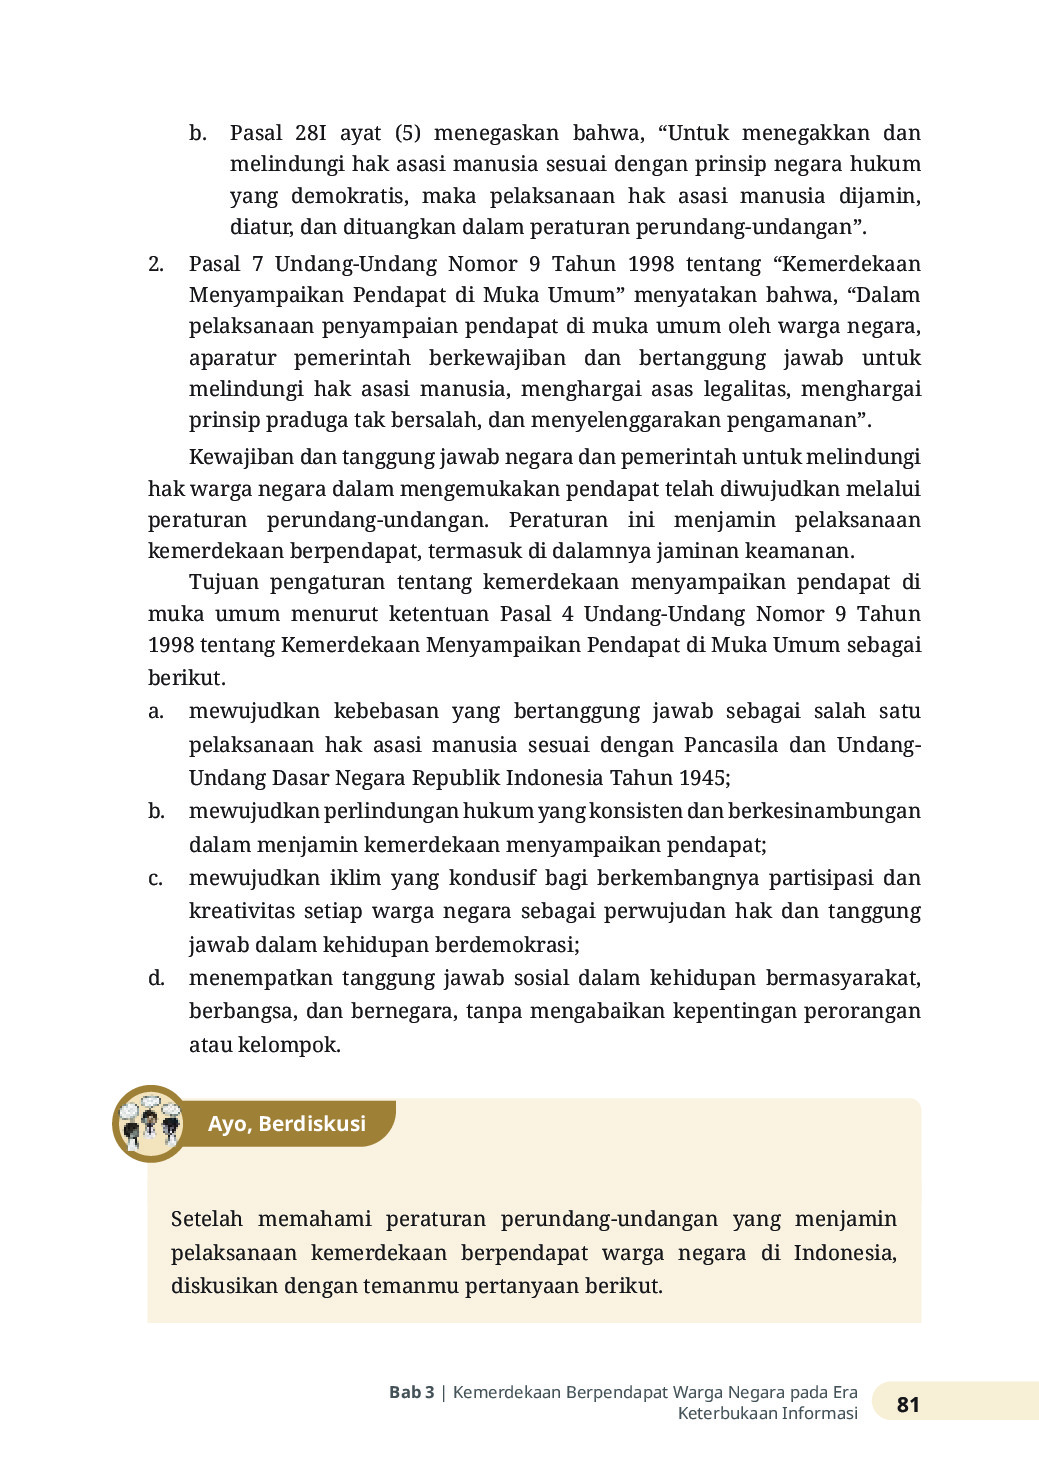 b. Pasal 28I ayat (5) menegaskan bahwa, “Untuk menegakkan dan
melindungi hak asasi manusia sesuai dengan prinsip negara hukum
yang demokratis, maka pelaksanaan hak asasi manusia dijamin,
diatur, dan dituangkan dalam peraturan perundang-undangan”.
2. Pasal 7 Undang-Undang Nomor 9 Tahun 1998 tentang “Kemerdekaan
Menyampaikan Pendapat di Muka Umum” menyatakan bahwa, “Dalam
pelaksanaan penyampaian pendapat di muka umum oleh warga negara,
aparatur pemerintah berkewajiban dan bertanggung jawab untuk
melindungi hak asasi manusia, menghargai asas legalitas, menghargai
prinsip praduga tak bersalah, dan menyelenggarakan pengamanan”.
Kewajiban dan tanggung jawab negara dan pemerintah untuk melindungi
hak warga negara dalam mengemukakan pendapat telah diwujudkan melalui
peraturan perundang-undangan. Peraturan ini menjamin pelaksanaan
kemerdekaan berpendapat, termasuk di dalamnya jaminan keamanan.
Tujuan pengaturan tentang kemerdekaan menyampaikan pendapat di
muka umum menurut ketentuan Pasal 4 Undang-Undang Nomor 9 Tahun
1998 tentang Kemerdekaan Menyampaikan Pendapat di Muka Umum sebagai
berikut.
a. mewujudkan kebebasan yang bertanggung jawab sebagai salah satu
pelaksanaan hak asasi manusia sesuai dengan Pancasila dan Undang-
Undang Dasar Negara Republik Indonesia Tahun 1945;
b. mewujudkan perlindungan hukum yang konsisten dan berkesinambungan
dalam menjamin kemerdekaan menyampaikan pendapat;
c. mewujudkan iklim yang kondusif bagi berkembangnya partisipasi dan
kreativitas setiap warga negara sebagai perwujudan hak dan tanggung
jawab dalam kehidupan berdemokrasi;
d. menempatkan tanggung jawab sosial dalam kehidupan bermasyarakat,
berbangsa, dan bernegara, tanpa mengabaikan kepentingan perorangan
atau kelompok.
Ayo, Berdiskusi
Setelah memahami peraturan perundang-undangan yang menjamin
pelaksanaan kemerdekaan berpendapat warga negara di Indonesia,
diskusikan dengan temanmu pertanyaan berikut.
Bab 3 | Kemerdekaan Berpendapat Warga Negara pada Era
Keterbukaan Informasi
81